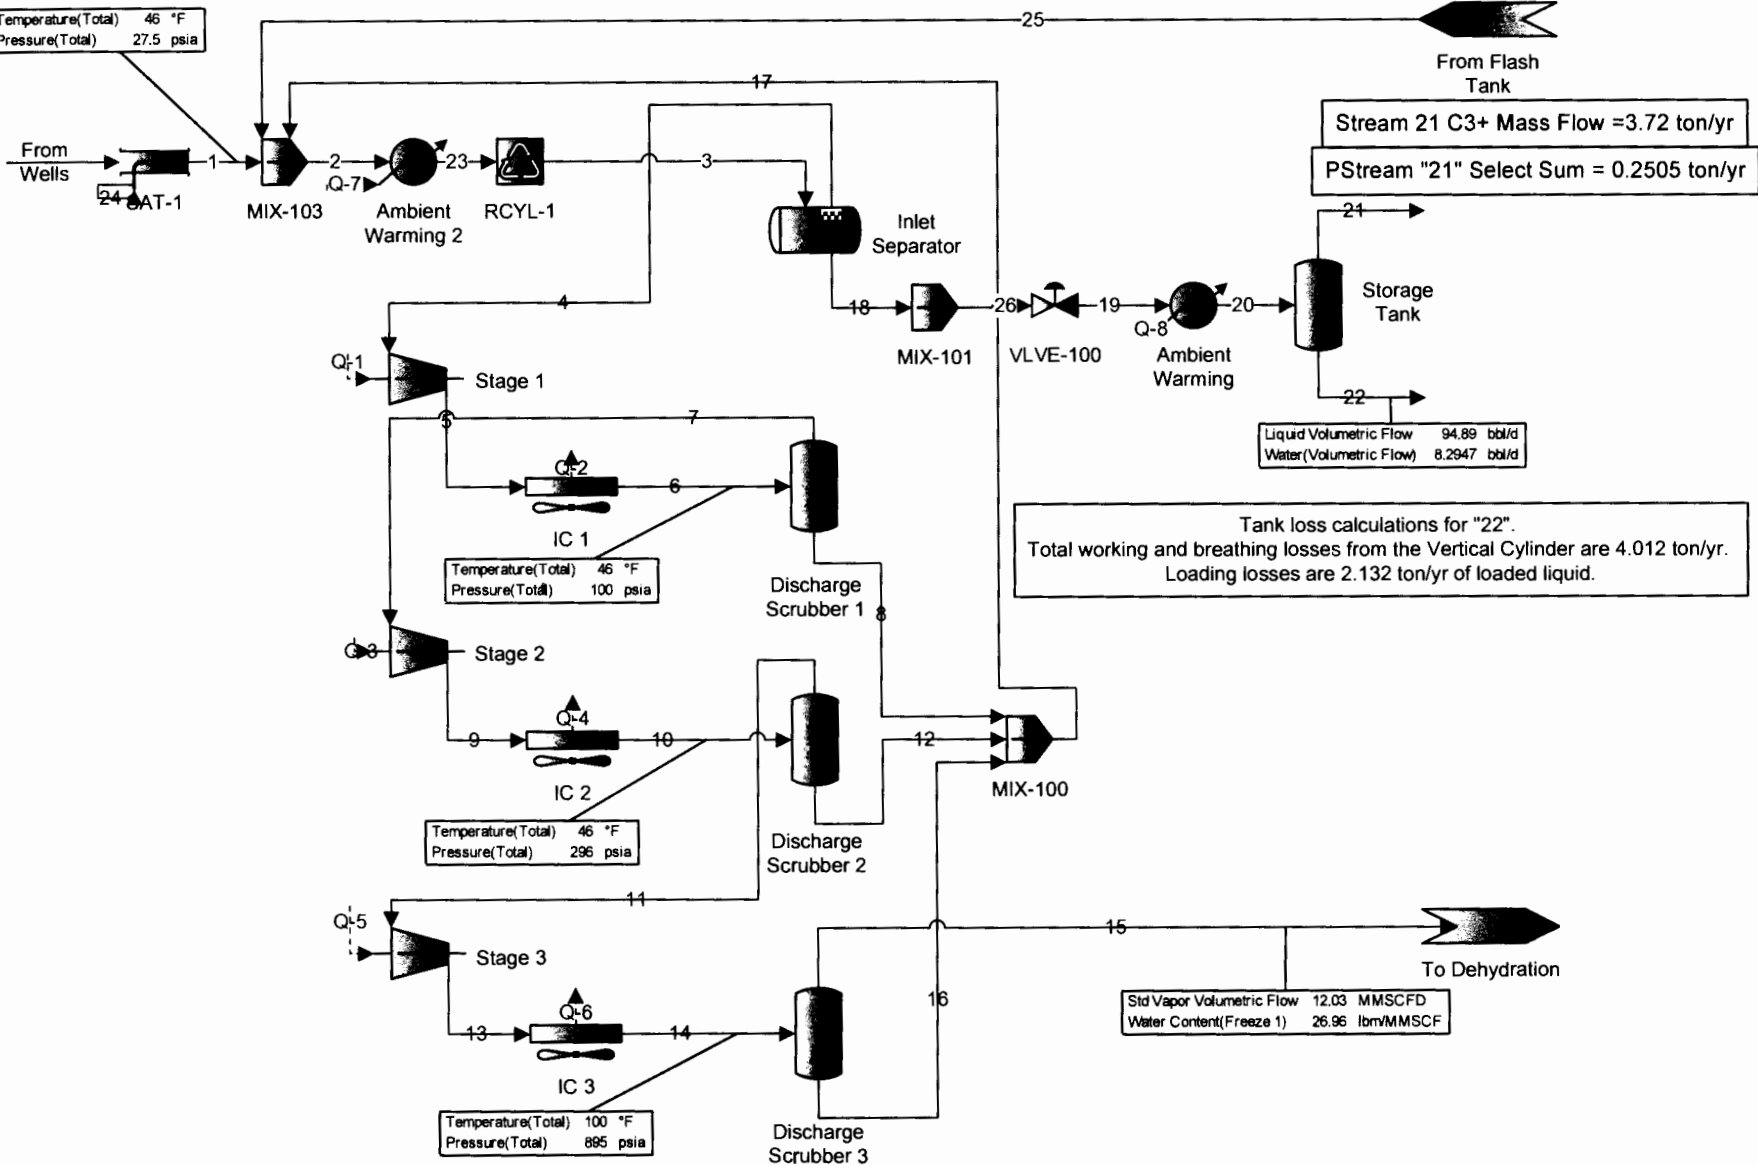 Temperature(Total) 46 °F
Pressure(Total) 27.5 psia
25
From Flash
Tank
17
Stream 21 C3+ Mass Flow =3.72 ton/yr
PStream "21" Select Sum = 0.2505 ton/yr
From
Wells
1
2
23
3
Q-7
24
SAT-1
MIX-103
Ambient
Warming 2
RCYL-1
Inlet
Separator
21
4
18
26
19
20
Storage
Tank
Q-8
MIX-101
VLVE-100
Ambient
Warming
Q-1
Stage 1
22
5
7
Liquid Volumetric Flow 94.89 bbl/d
Water(Volumetric Flow) 8.2947 bbl/d
Q-2
6
IC 1
Temperature(Total) 46 °F
Pressure(Total) 100 psia
Discharge
Scrubber 1
8
Tank loss calculations for "22".
Total working and breathing losses from the Vertical Cylinder are 4.012 ton/yr.
Loading losses are 2.132 ton/yr of loaded liquid.
Q-3
Stage 2
Q-4
9
10
12
IC 2
MIX-100
Temperature(Total) 46 °F
Pressure(Total) 296 psia
Discharge
Scrubber 2
11
Q-5
Stage 3
15
To Dehydration
16
Std Vapor Volumetric Flow 12.03 MMSCFD
Water Content(Freeze 1) 26.96 lbm/MMSCF
Q-6
13
14
IC 3
Temperature(Total) 100 °F
Pressure(Total) 895 psia
Discharge
Scrubber 3